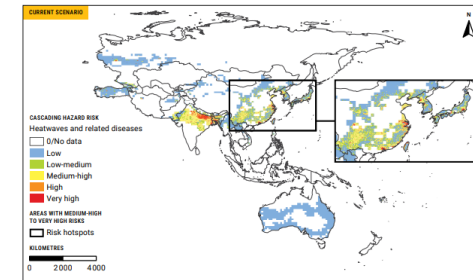 CURRENT SCENARIO
N
CASCADING HAZARD RISK
Heatwaves and related diseases
0/No data
Low
Low-medium
Medium-high
High
Very high
AREAS WITH MEDIUM-HIGH
TO VERY HIGH RISKS
Risk hotspots
KILOMETRES
0 2000 4000